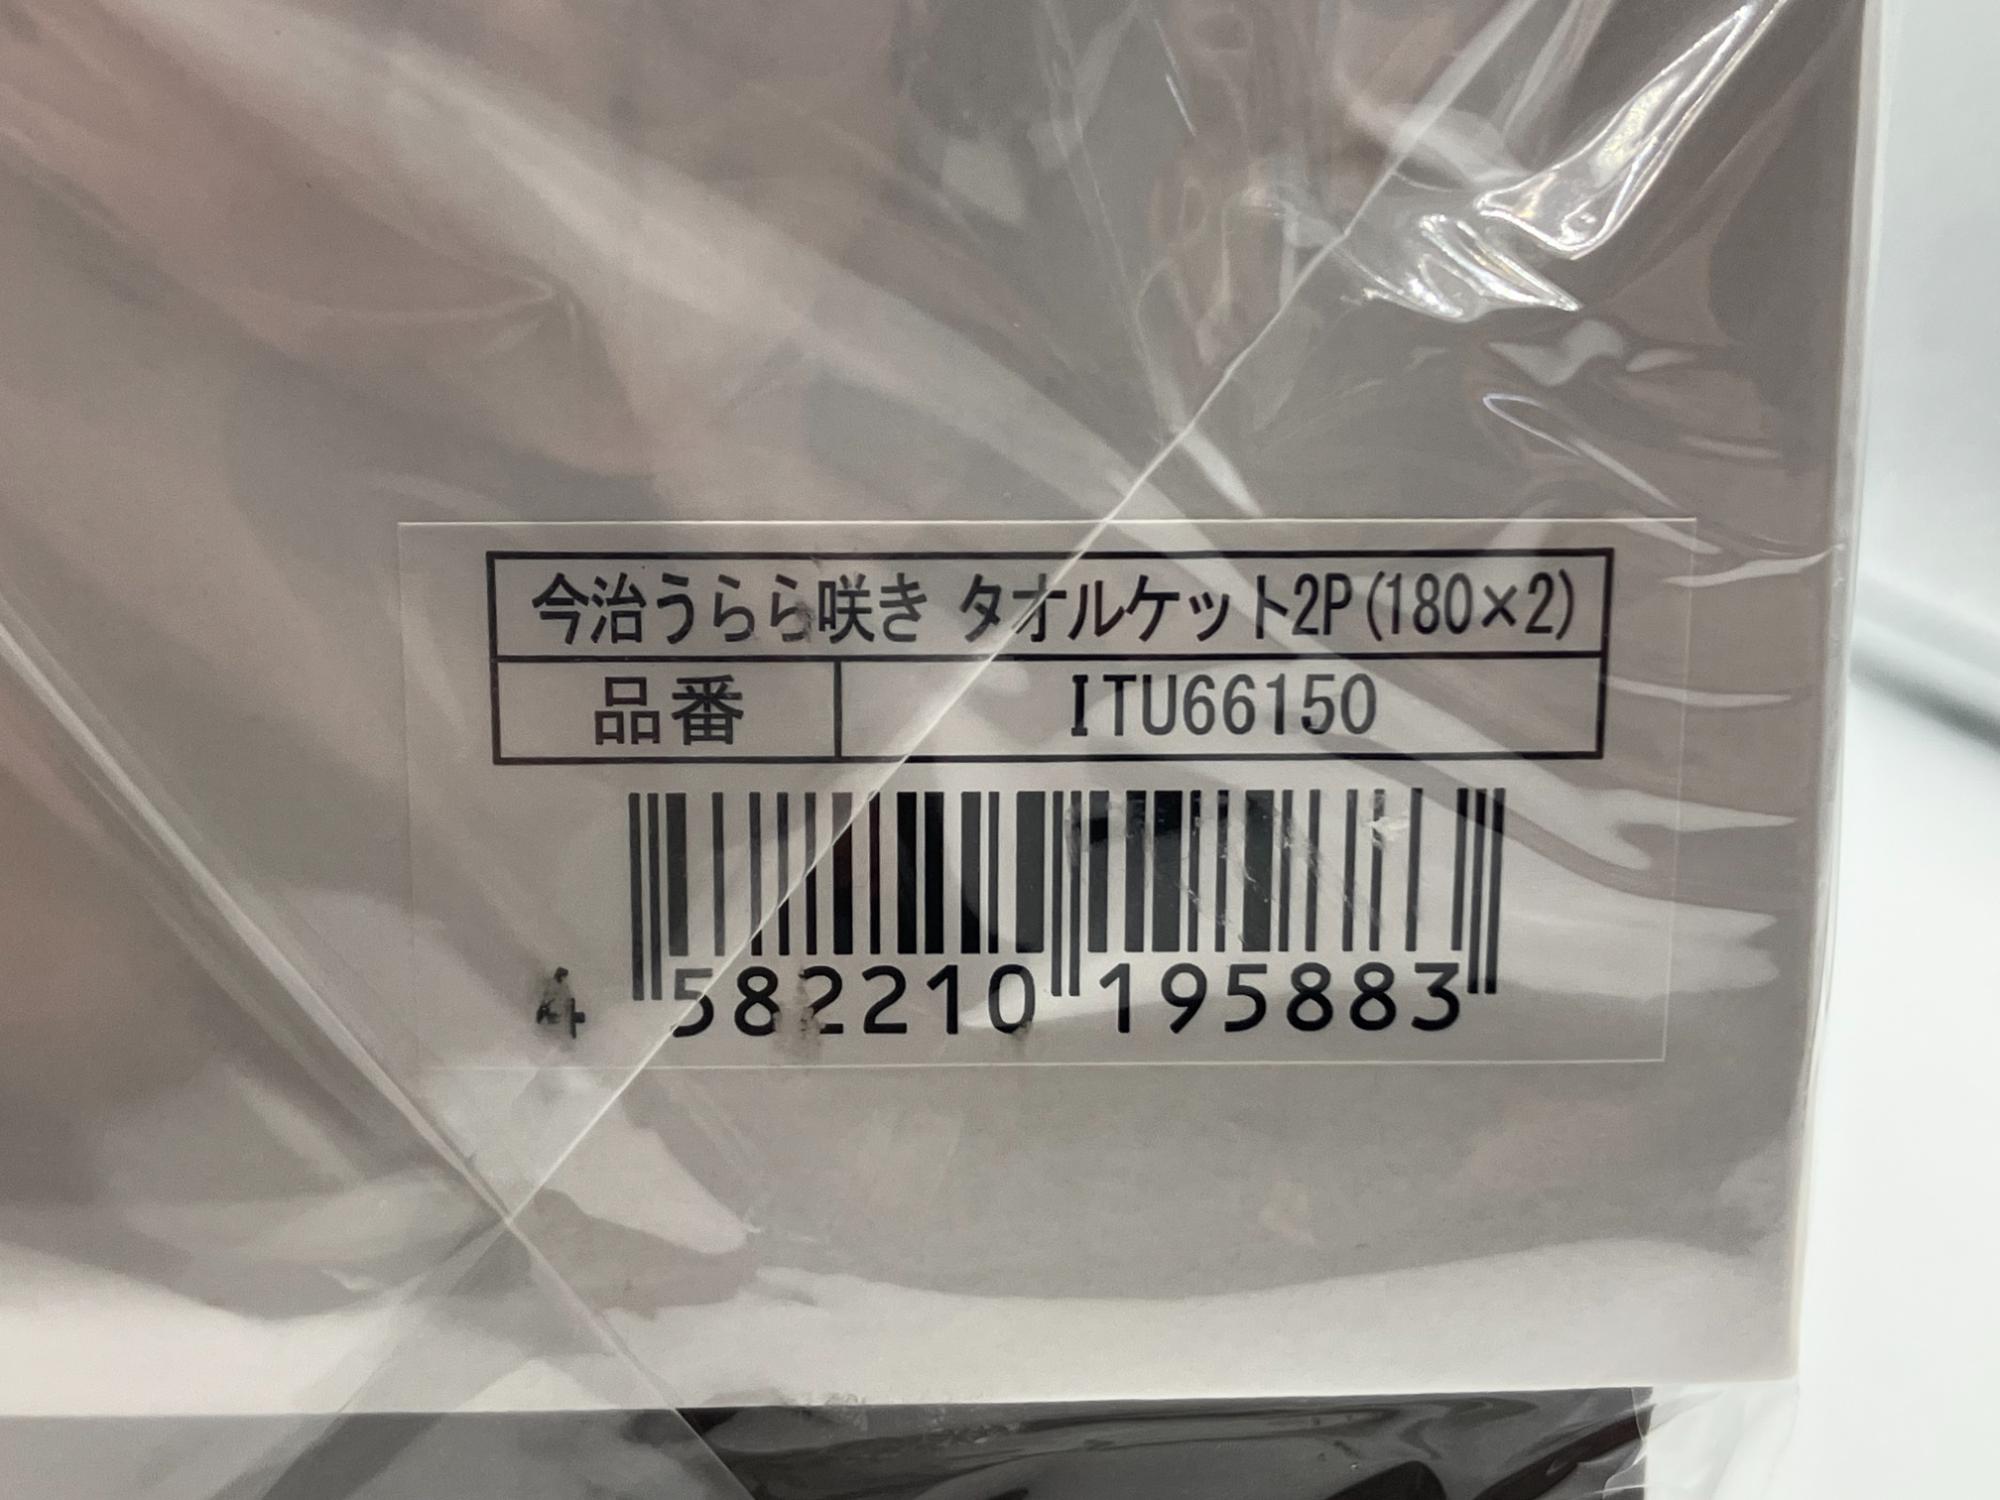 今治うらら咲き タオルケット2P(180×2)
品番 ITU66150
4 582210 195883